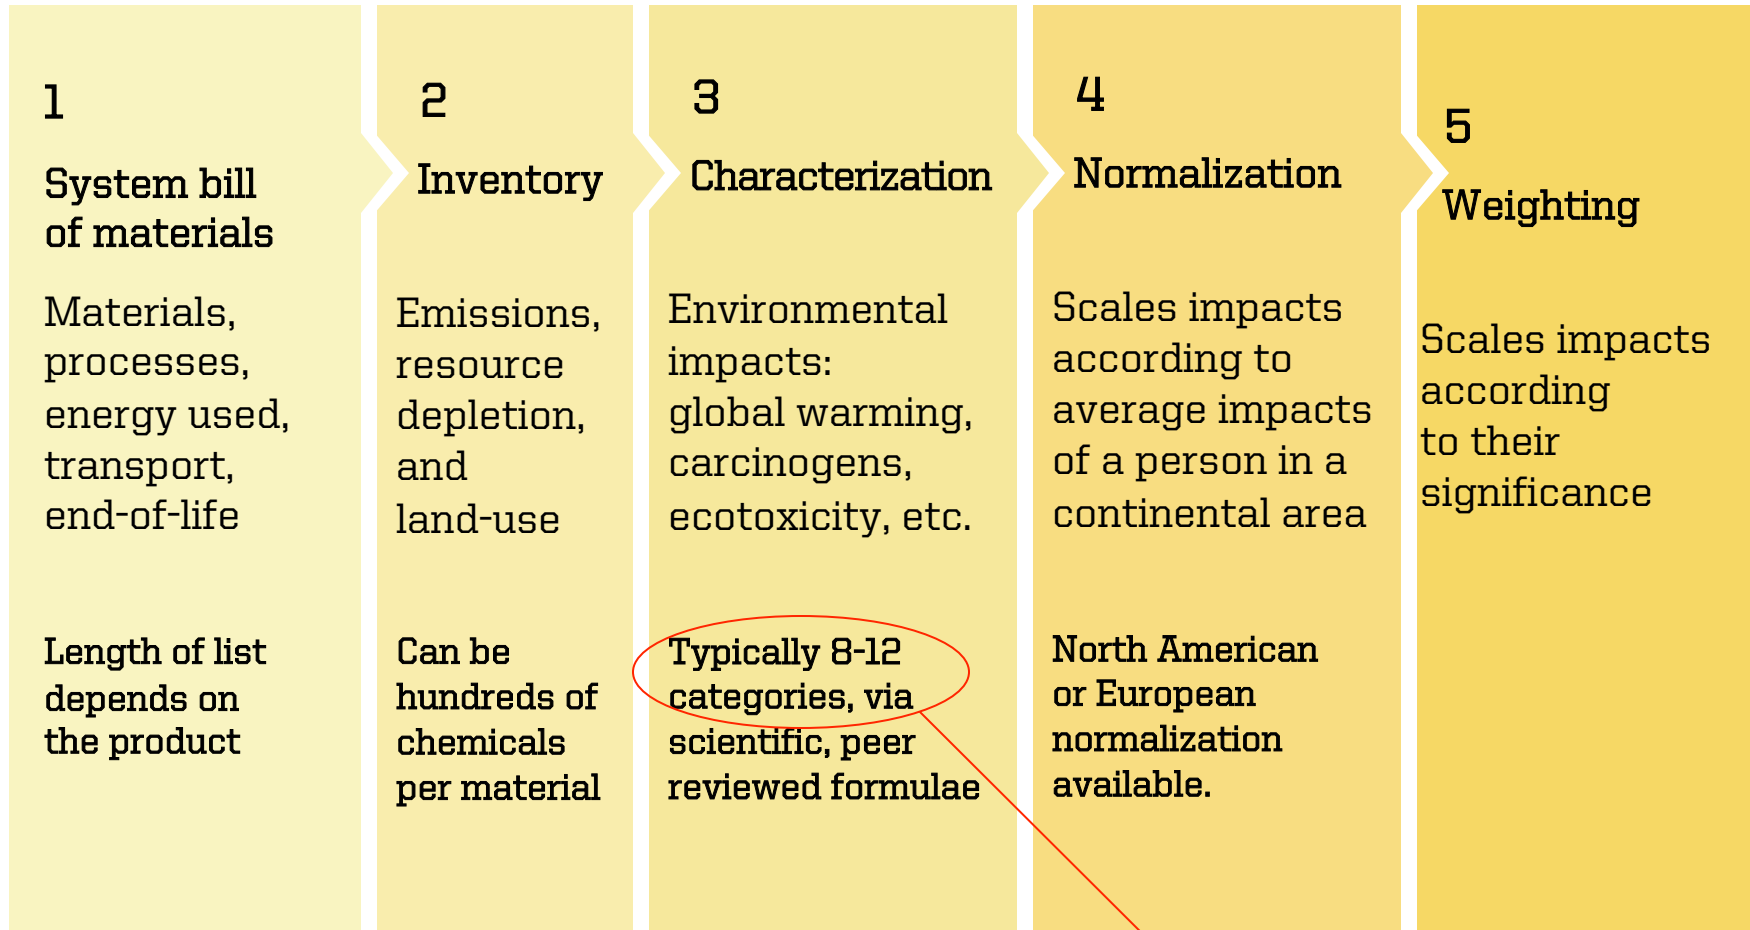 1
System bill
of materials
Materials,
processes,
energy used,
transport,
end-of-life
Length of list
depends on
the product
2
Inventory
Emissions,
resource
depletion,
and
land-use
Can be
hundreds of
chemicals
per material
3
Characterization
Environmental
impacts:
global warming,
carcinogens,
ecotoxicity, etc.
Typically 8-12
categories, via
scientific, peer
reviewed formulae
4
Normalization
Scales impacts
according to
average impacts
of a person in a
continental area
North American
or European
normalization
available.
5
Weighting
Scales impacts
according
to their
significance